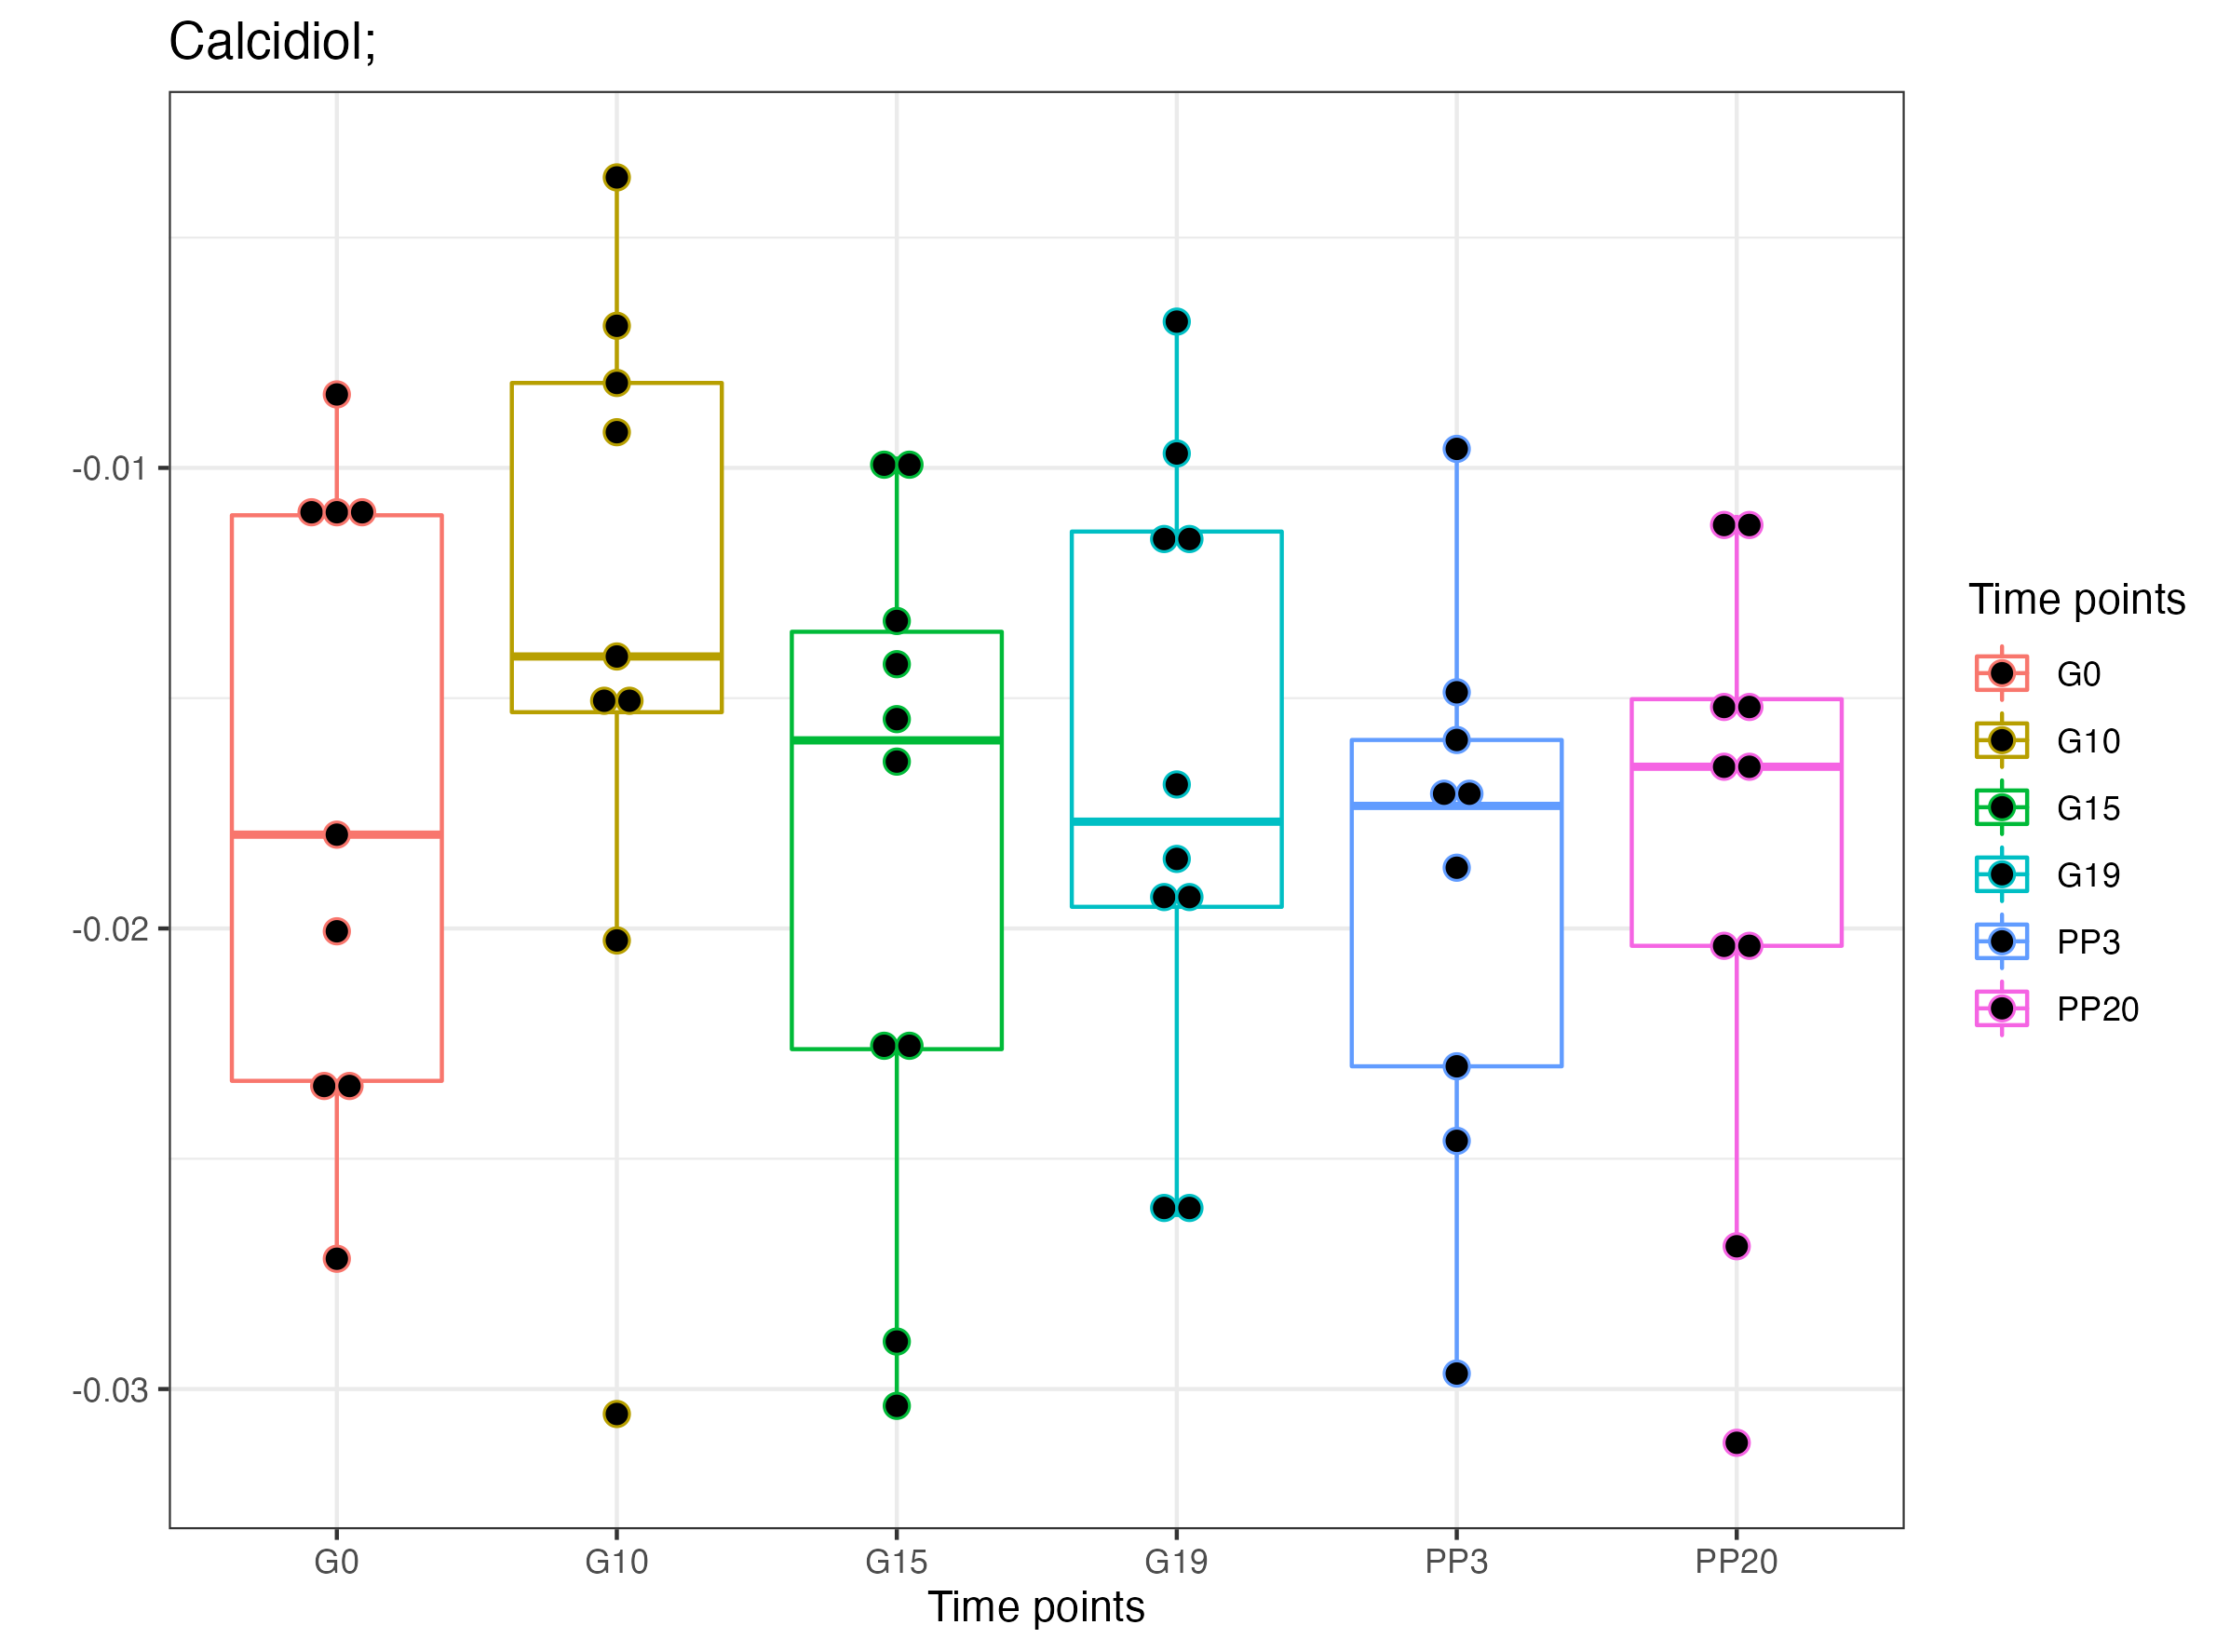 Calcidiol;
-0.01
-0.02
-0.03
G0 G10 G15 G19 PP3 PP20
Time points
Time points
G0
G10
G15
G19
PP3
PP20